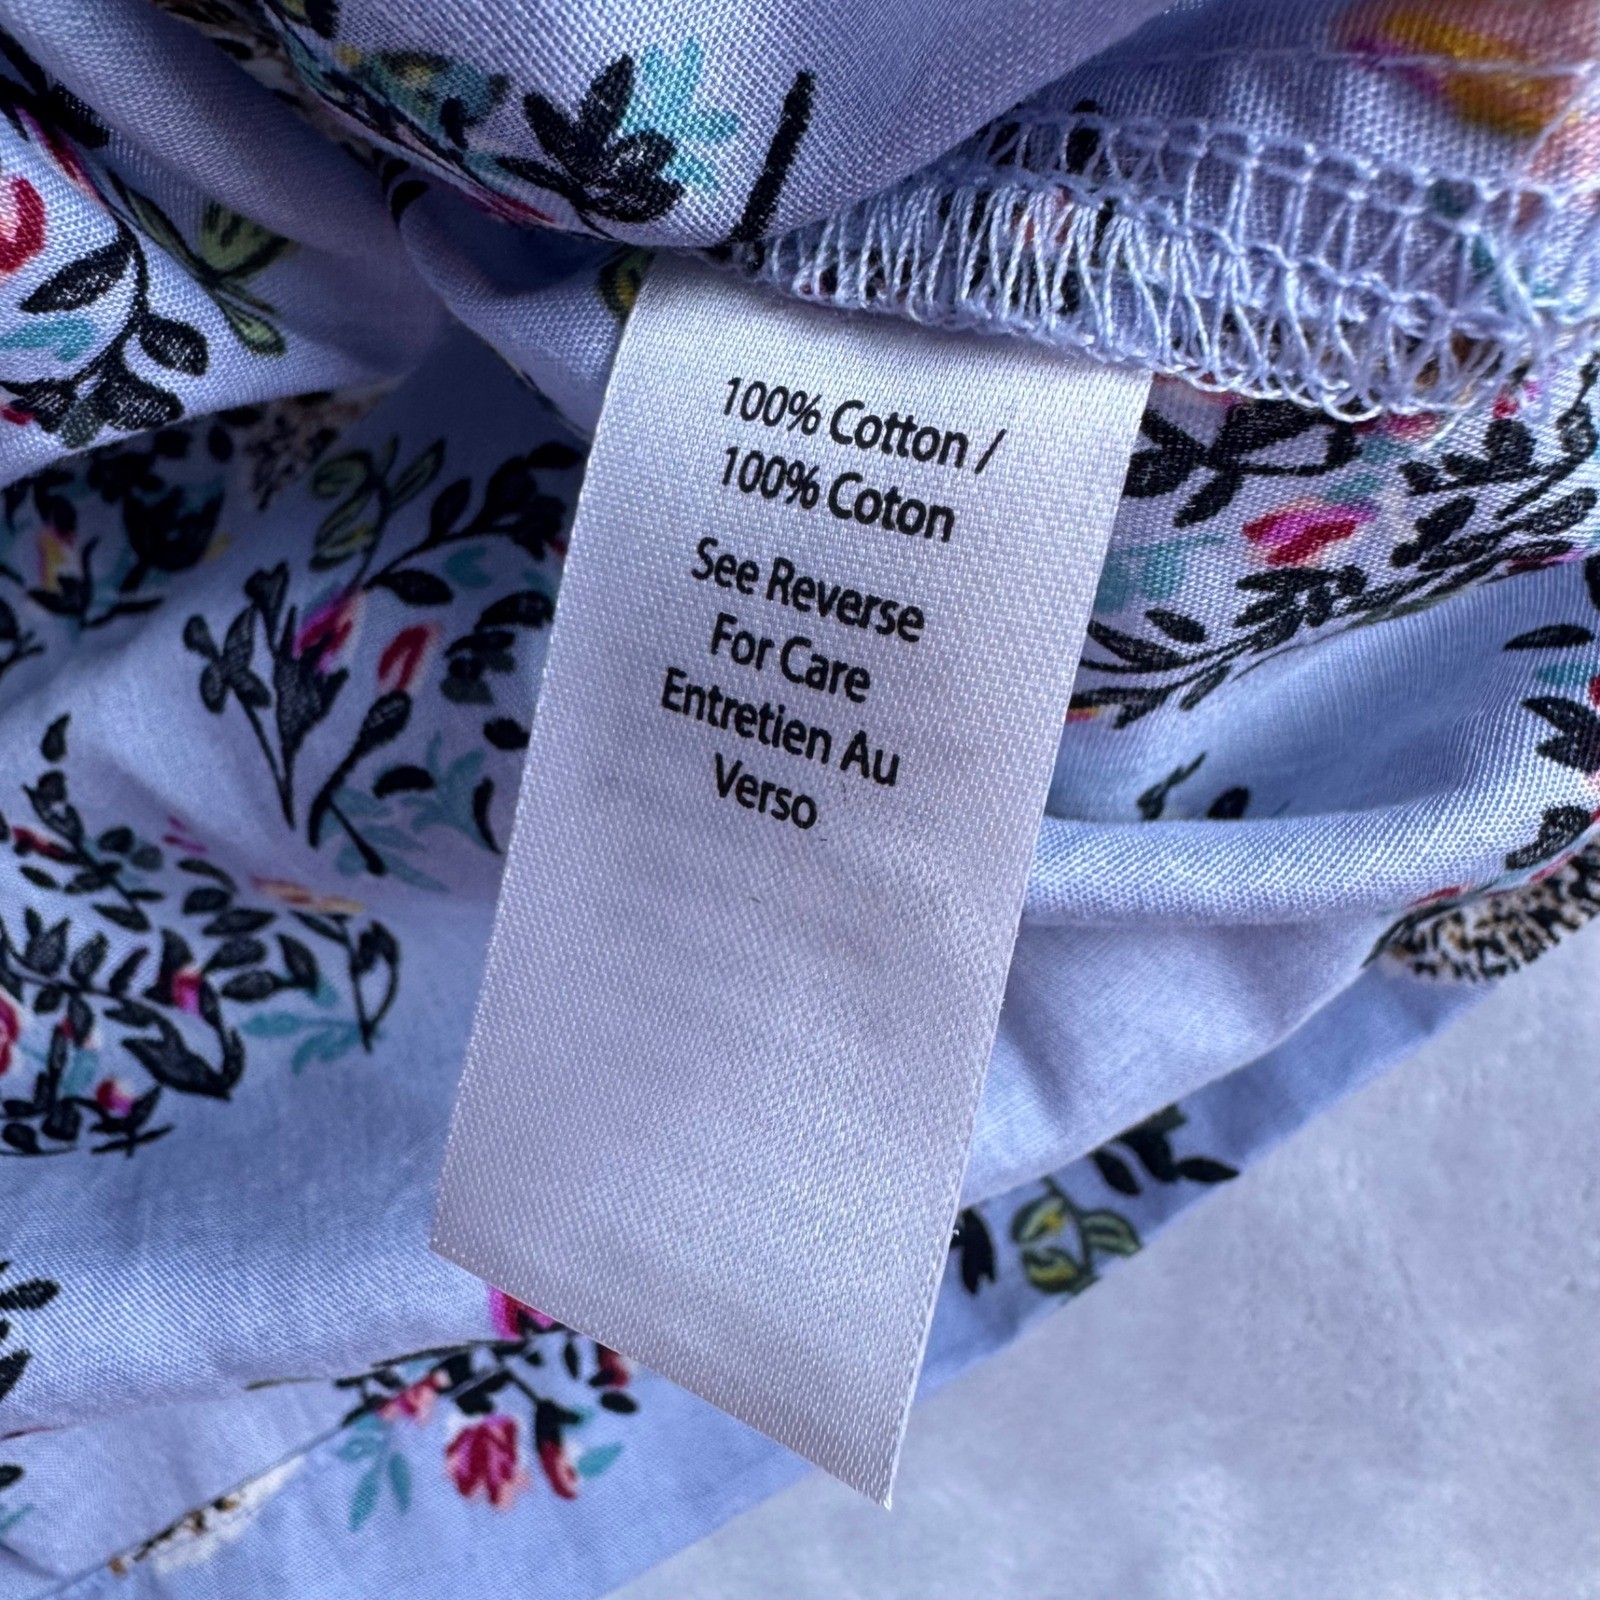 100% Cotton /
100% Coton
See Reverse
For Care
Entretien Au
Verso